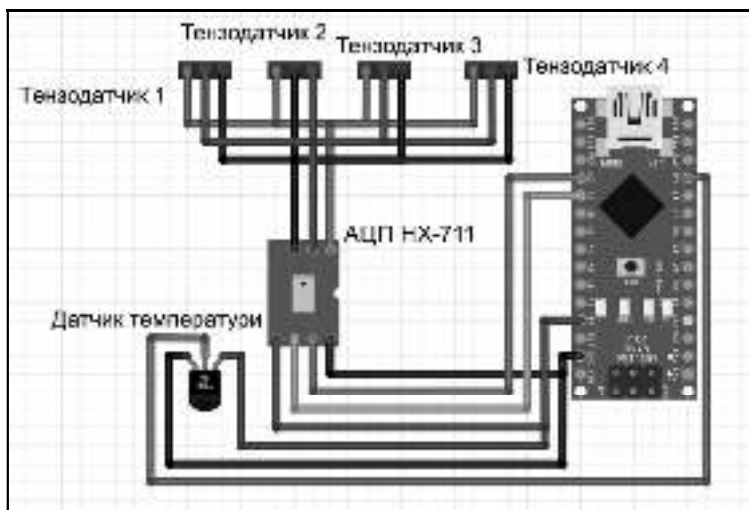 Тензодатчик 2
Тензодатчик 3
Тензодатчик 4
Тензодатчик 1
АЦП HX-711
Датчик температури